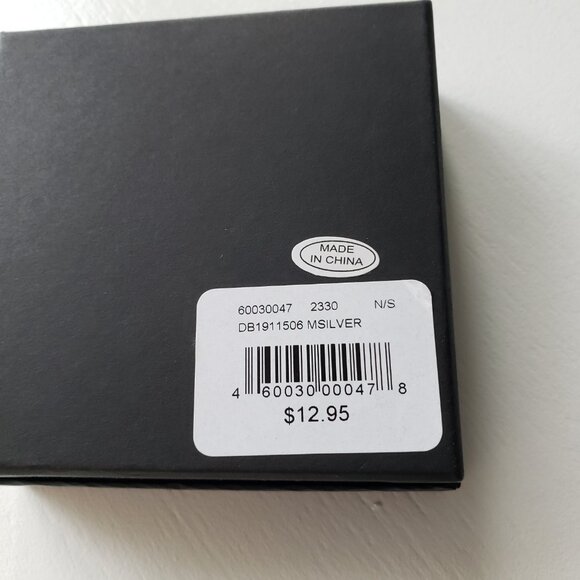 MADE
IN CHINA
60030047 2330 N/S
DB1911506 MSILVER
4 60030 00047 8
$12.95